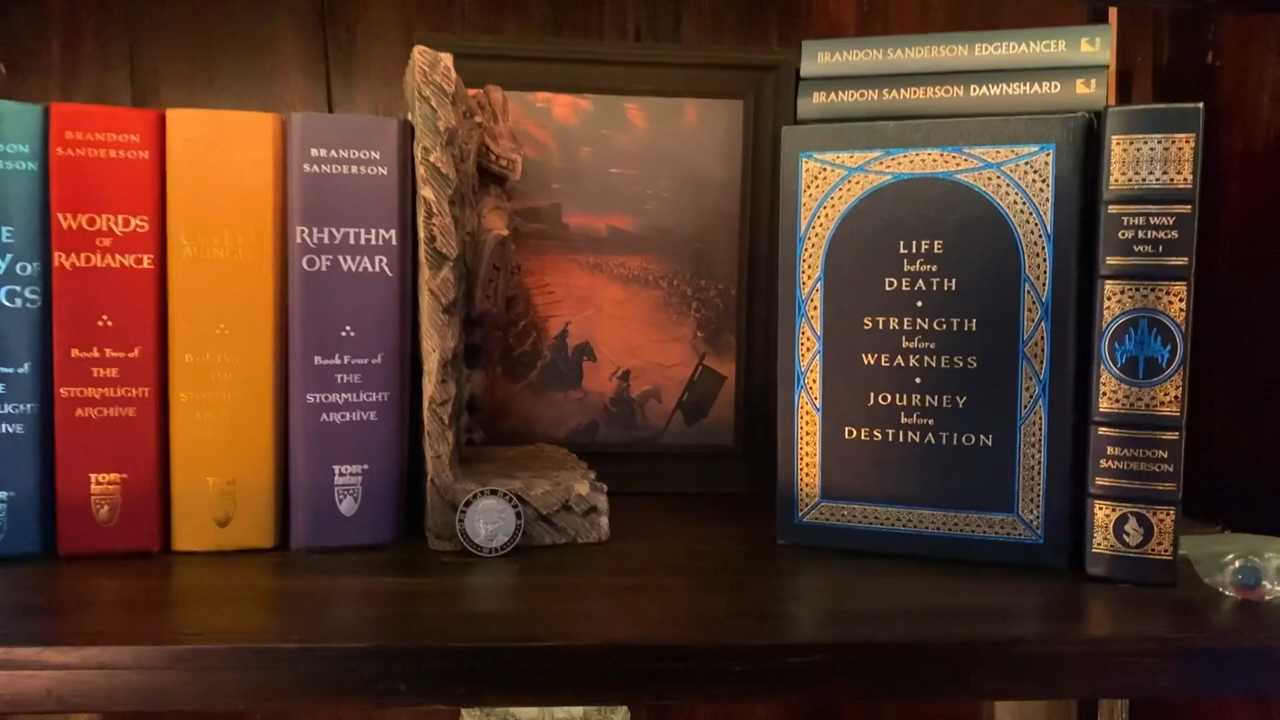 BRANDON
SANDERSON
WORDS
OF
RADIANCE
Book Two of
THE
STORMLIGHT
ARCHIVE
TOR
fantasy
BRANDON
SANDERSON
RHYTHM
OF WAR
Book Four of
THE
STORMLIGHT
ARCHIVE
TOR
fantasy
BRANDON SANDERSON EDGEDANCER
BRANDON SANDERSON DAWNSHARD
LIFE
before
DEATH
STRENGTH
before
WEAKNESS
JOURNEY
before
DESTINATION
THE WAY
OF KINGS
VOL. I
BRANDON
SANDERSON